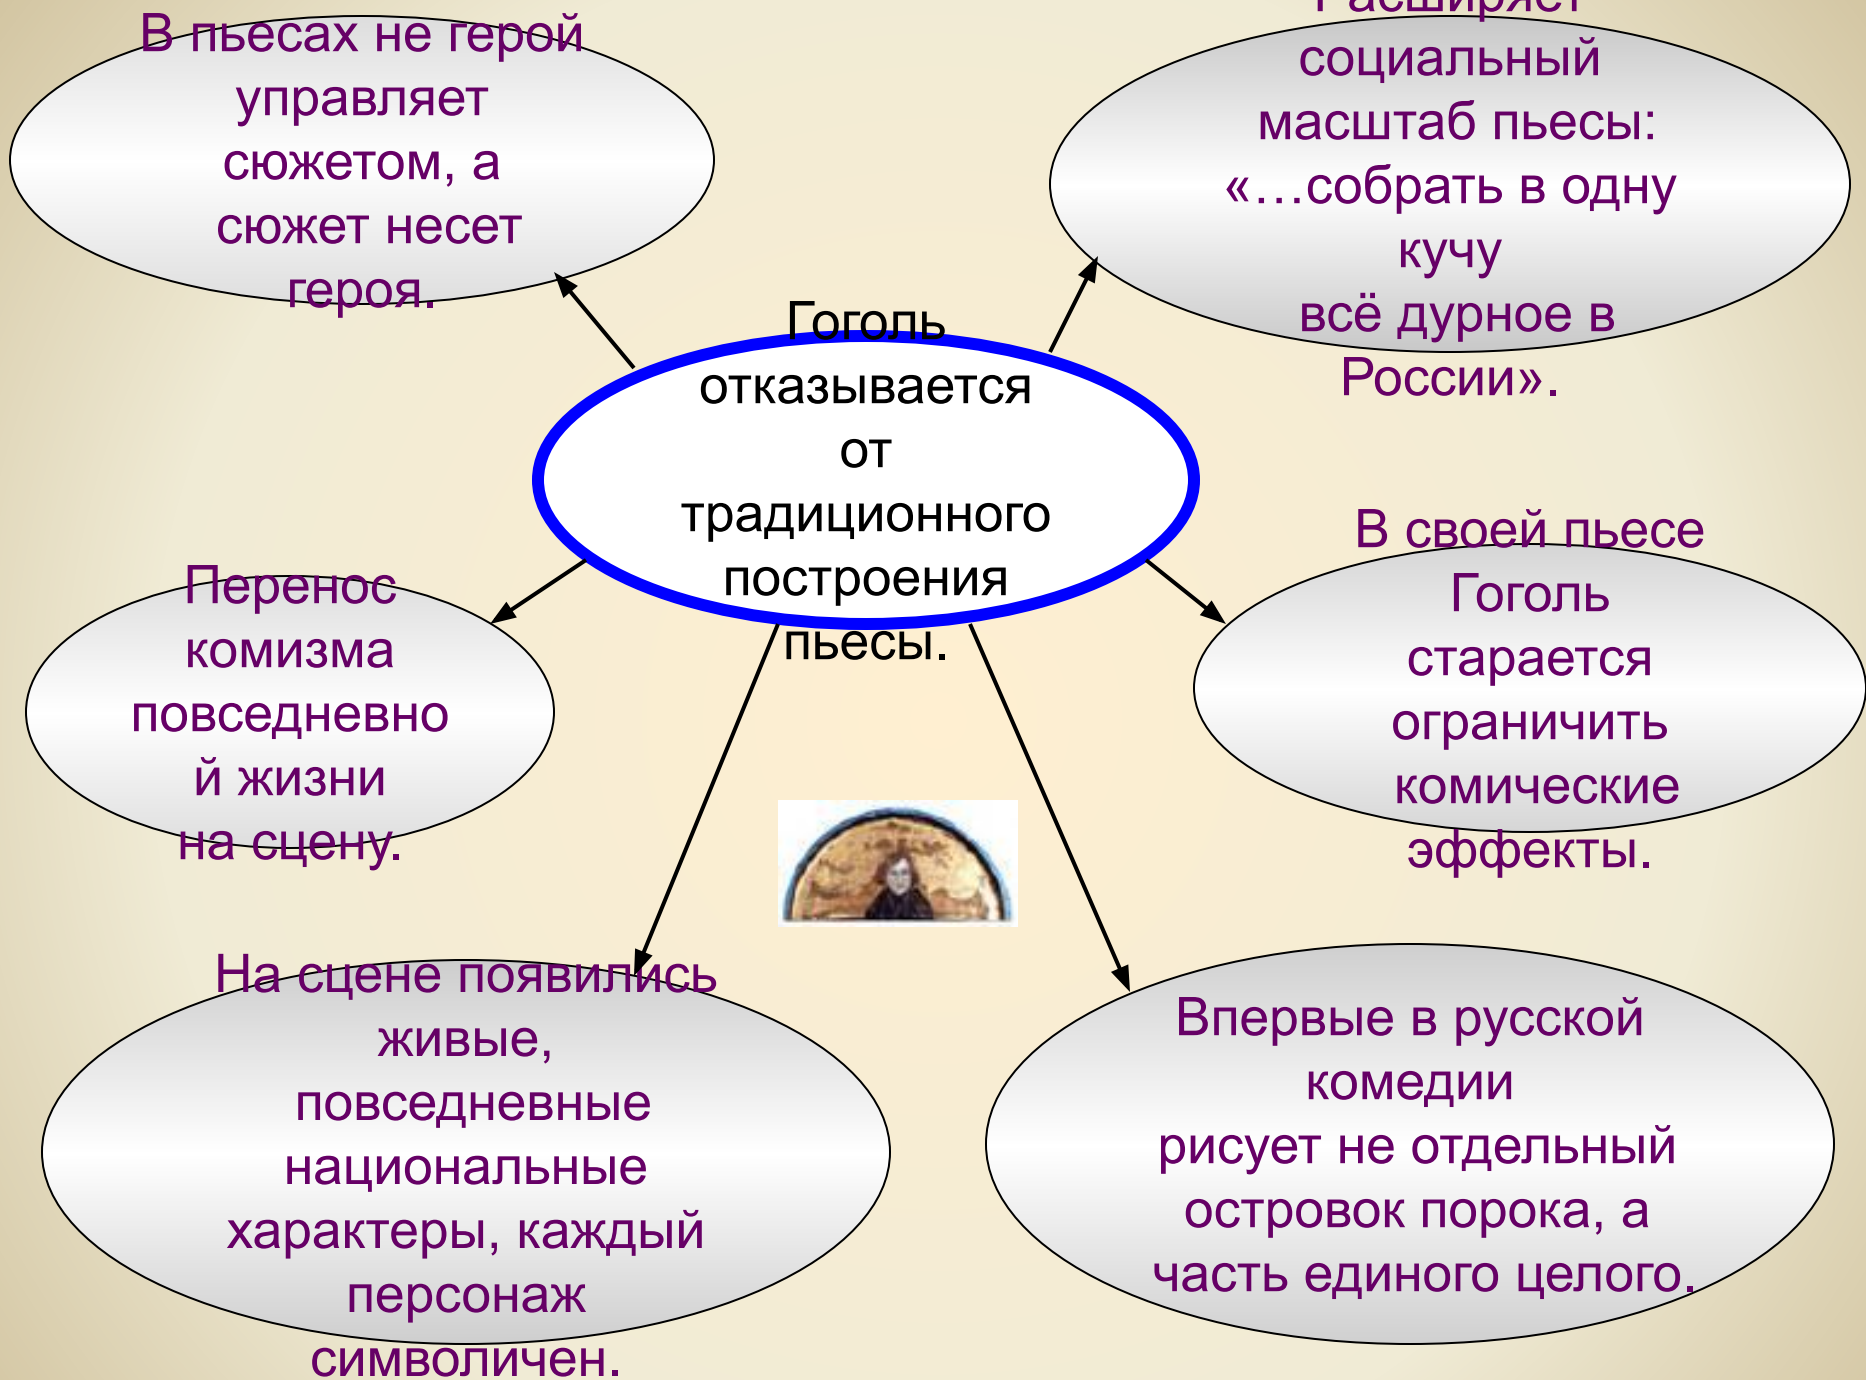 В пьесах не герой
управляет
сюжетом, а
сюжет несет
героя.
Расширяет
социальный
масштаб пьесы:
«…собрать в одну
кучу
всё дурное в
России».
Гоголь
отказывается
от
традиционного
построения
пьесы.
Перенос
комизма
повседневно
й жизни
на сцену.
В своей пьесе
Гоголь
старается
ограничить
комические
эффекты.
На сцене появились
живые,
повседневные
национальные
характеры, каждый
персонаж
символичен.
Впервые в русской
комедии
рисует не отдельный
островок порока, а
часть единого целого.